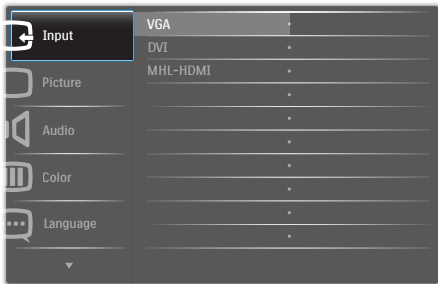 Input
Picture
Audio
Color
Language
VGA
DVI
MHL-HDMI